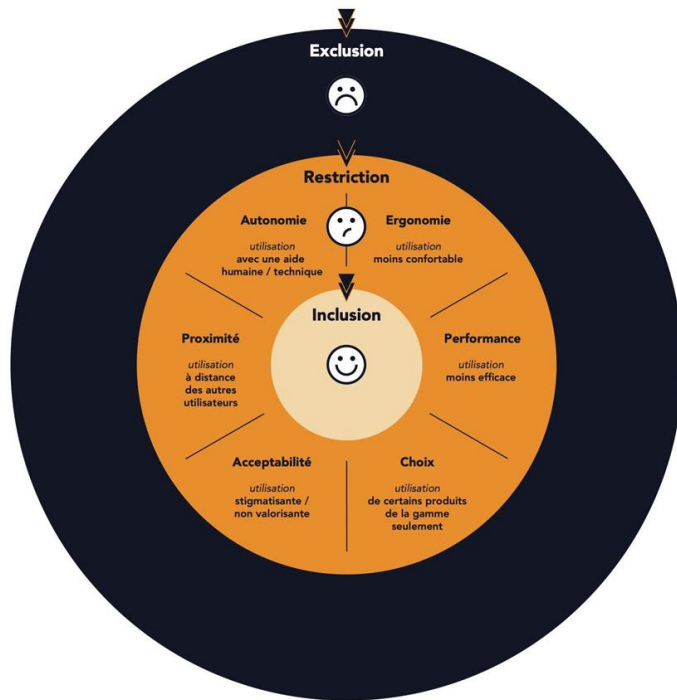 Exclusion
Restriction
Autonomie
utilisation
avec une aide
humaine / technique
Ergonomie
utilisation
moins confortable
Inclusion
Proximité
utilisation
à distance
des autres
utilisateurs
Performance
utilisation
moins efficace
Acceptabilité
utilisation
stigmatisante /
non valorisante
Choix
utilisation
de certains produits
de la gamme
seulement